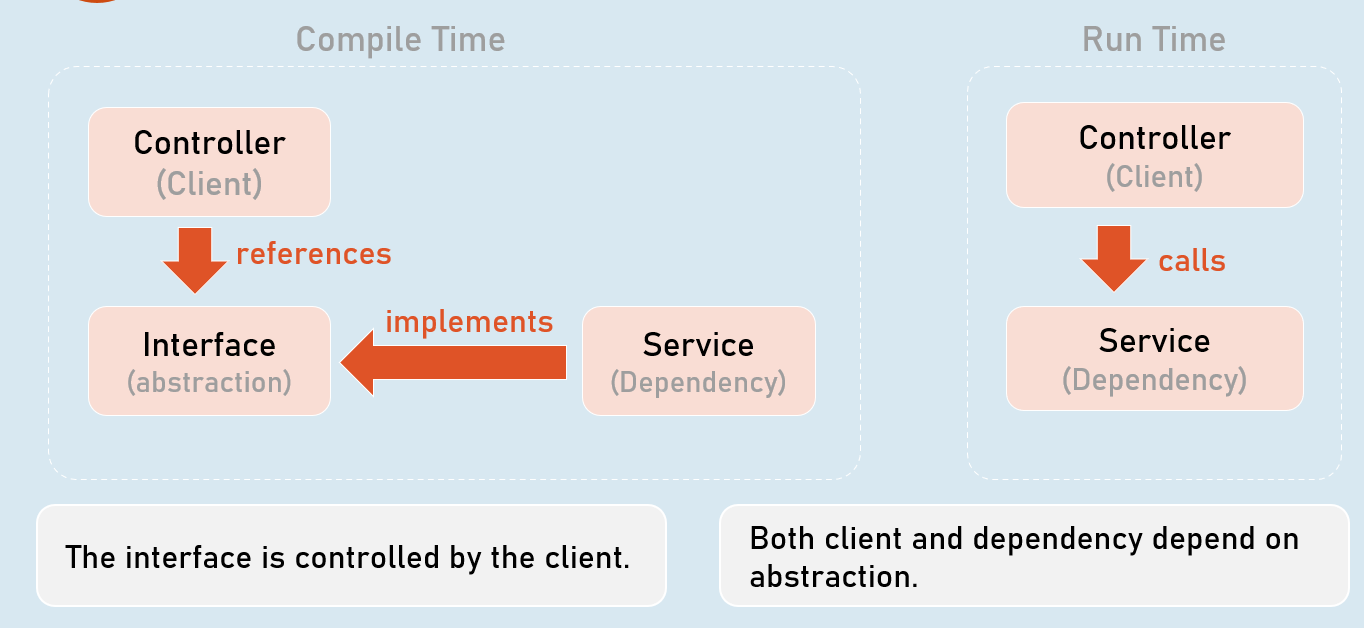 Compile Time
Run Time
Controller
(Client)
references
Interface
(abstraction)
implements
Service
(Dependency)
Controller
(Client)
calls
Service
(Dependency)
The interface is controlled by the client.
Both client and dependency depend on
abstraction.